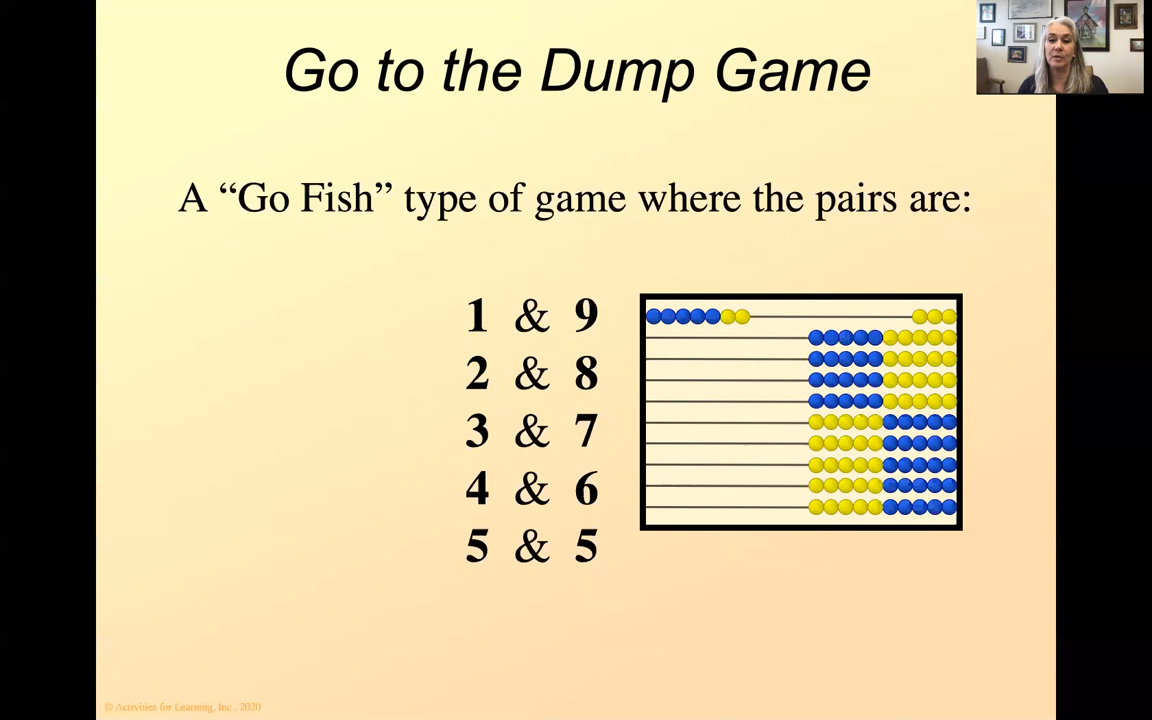 Go to the Dump Game
A “Go Fish” type of game where the pairs are:
1 & 9
2 & 8
3 & 7
4 & 6
5 & 5
© Activities for Learning, Inc., 2020